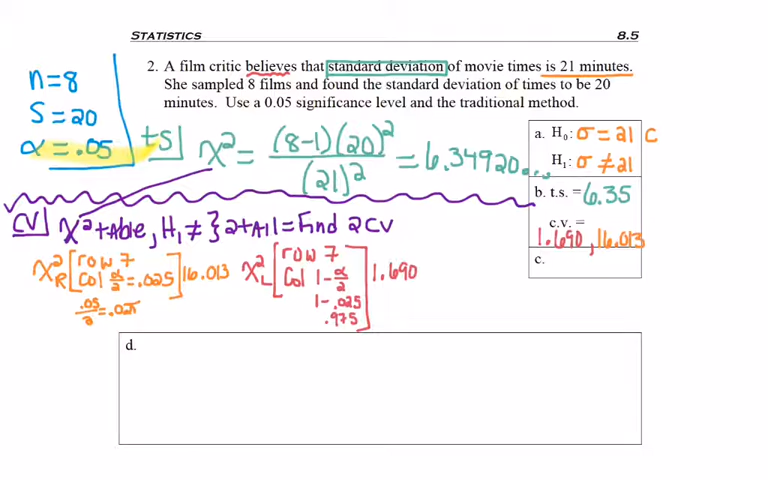 STATISTICS 8.5
2. A film critic believes that standard deviation of movie times is 21 minutes.
She sampled 8 films and found the standard deviation of times to be 20
minutes. Use a 0.05 significance level and the traditional method.
n=8
S=20
α=.05
ts
χ²= (8-1)(20)² / (21)² = 6.34920...
a. H₀: σ=21 C
H₁: σ≠21
b. t.s. = 6.35
c.v. =
1.690, 16.013
c.
CV χ² table, H₁ ≠ } 2tail = Find 2 CV
χ²R [row 7
Col α/2 = .025] 16.013
.05/2 = .025
χ²L [row 7
Col 1-α/2
1-.025
.975] 1.690
d.